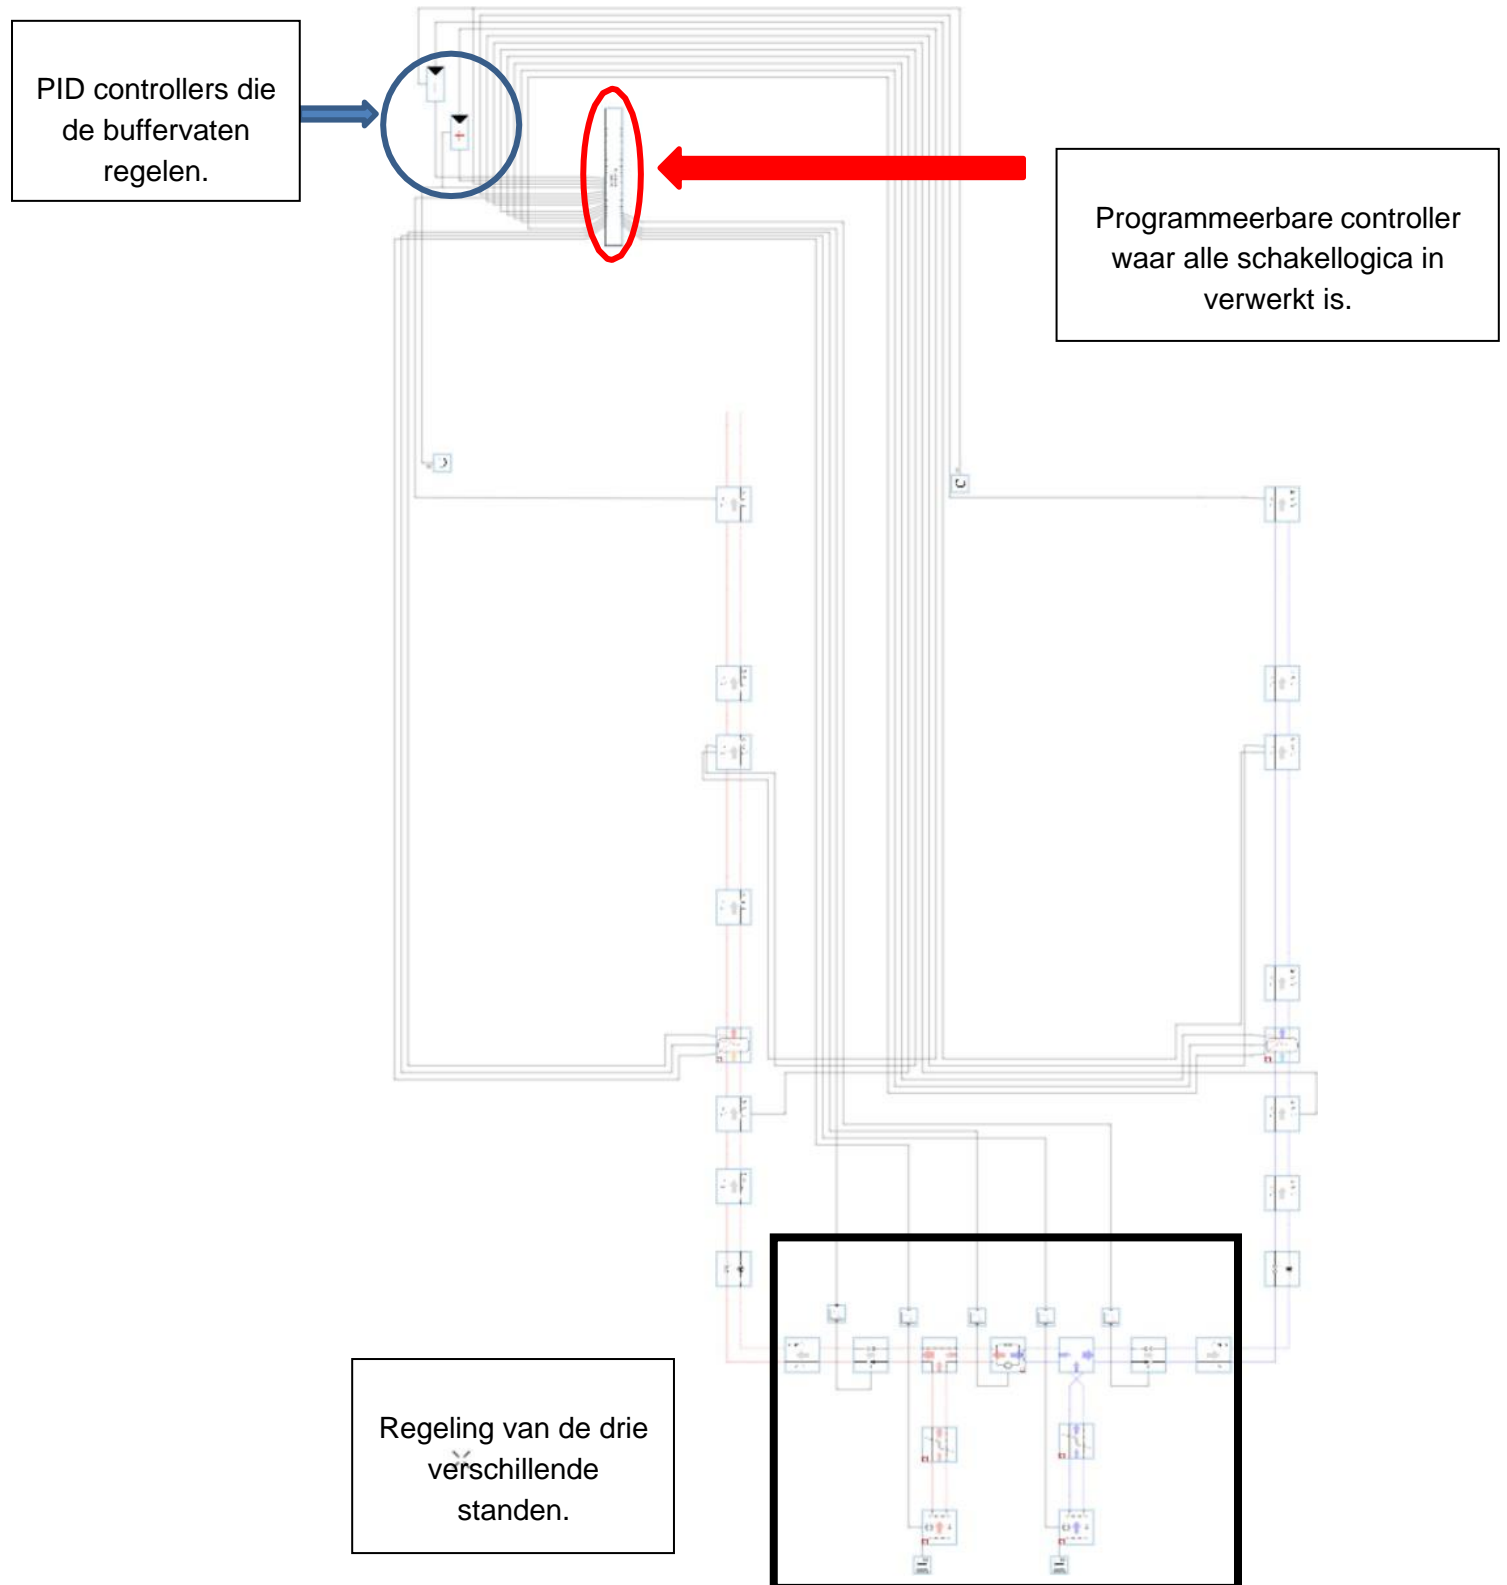 PID controllers die
de buffervaten
regelen.
Programmeerbare controller
waar alle schakellogica in
verwerkt is.
Regeling van de drie
verschillende
standen.